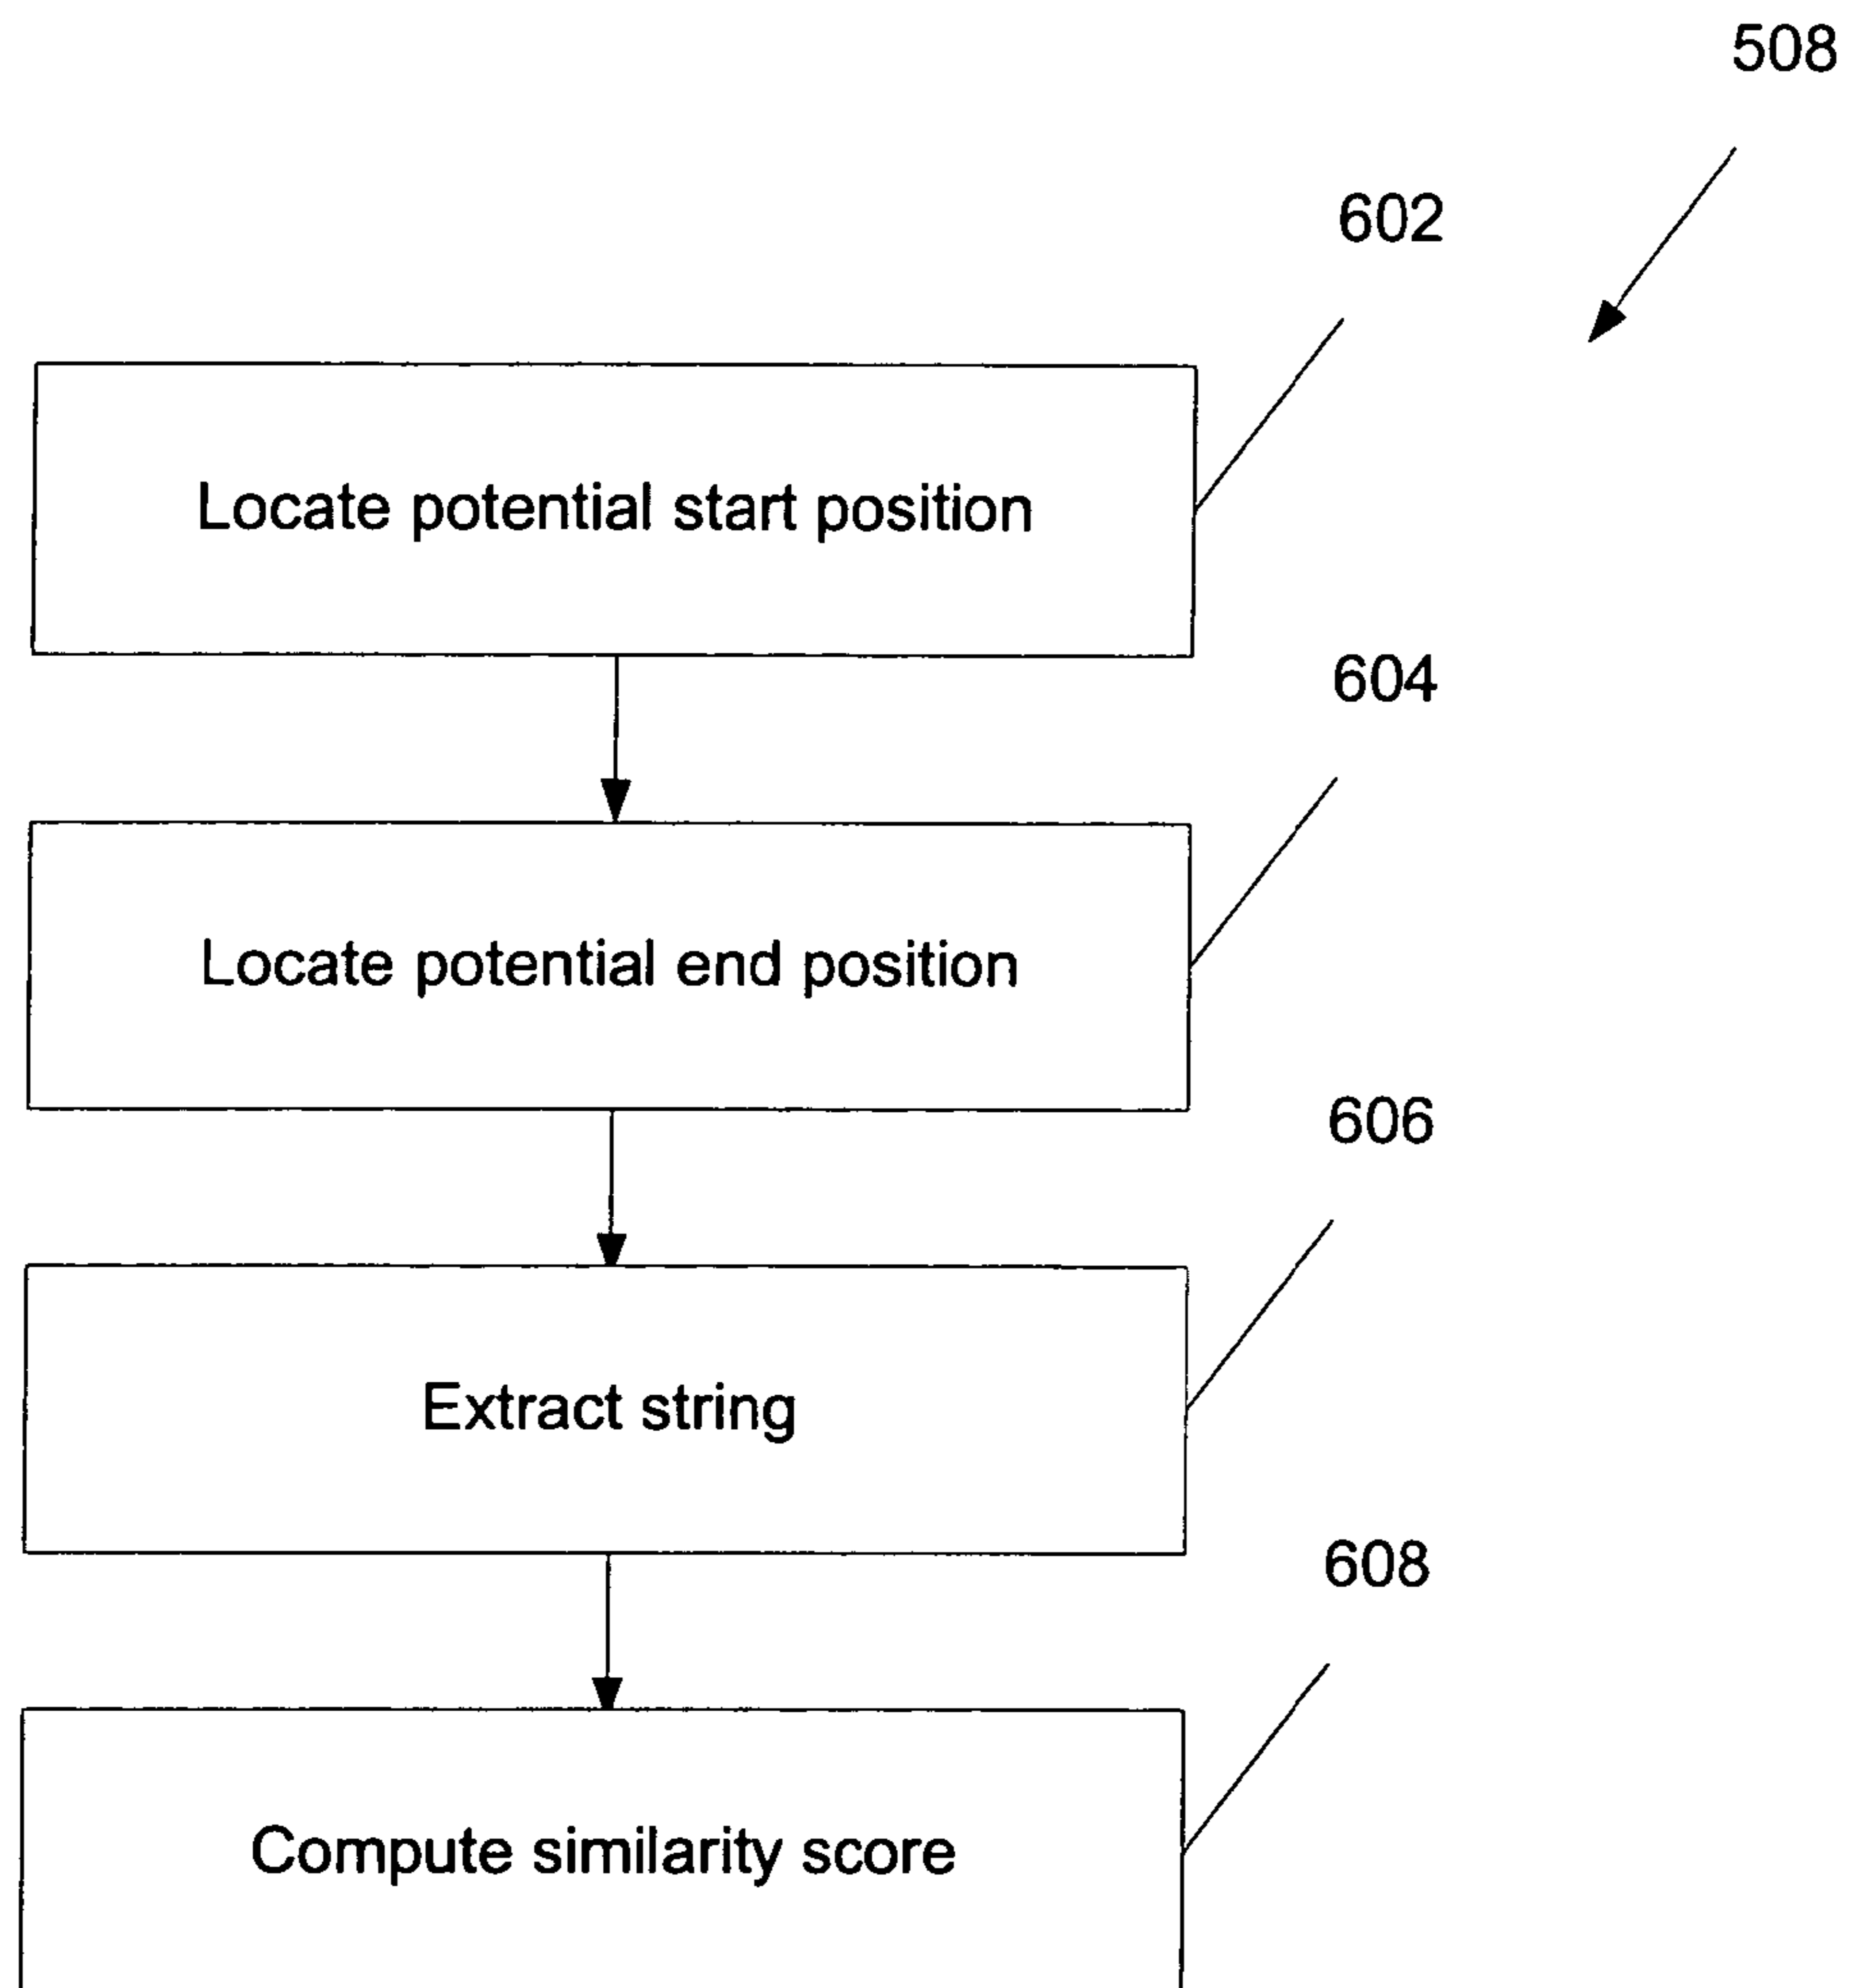 508
602
Locate potential start position
604
Locate potential end position
606
Extract string
608
Compute similarity score